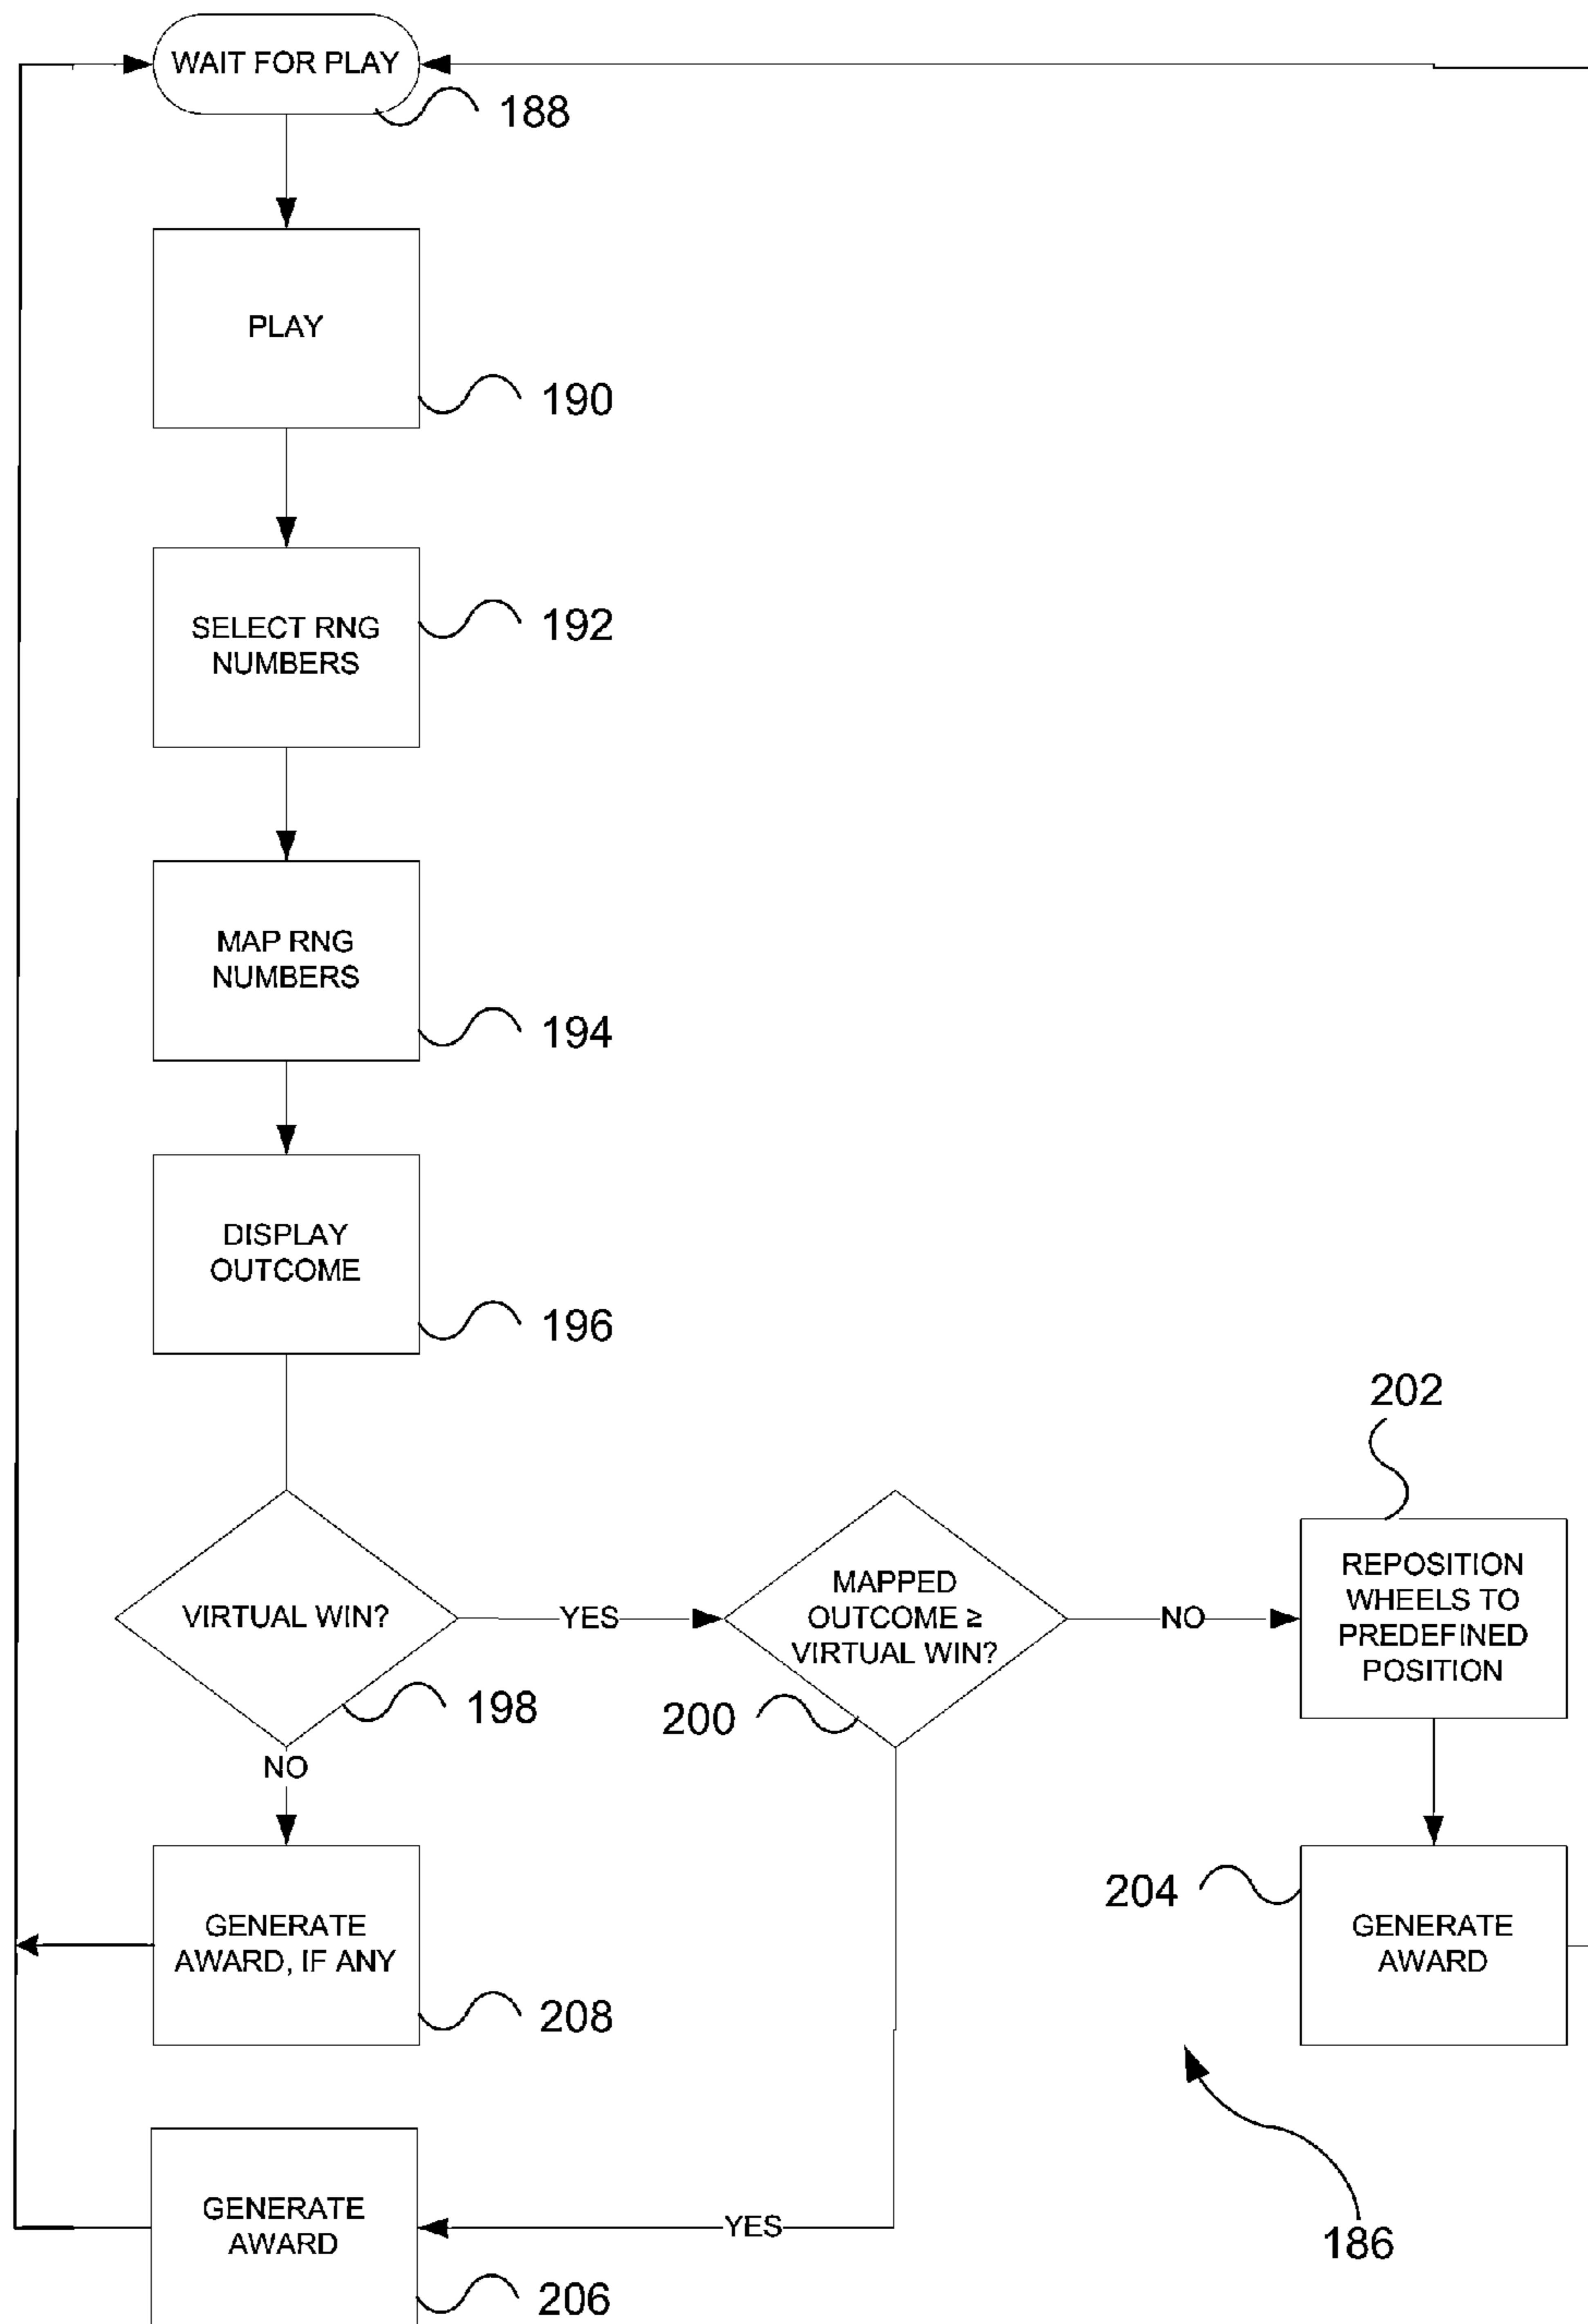 WAIT FOR PLAY
188
PLAY
190
SELECT RNG
NUMBERS
192
MAP RNG
NUMBERS
194
DISPLAY
OUTCOME
196
VIRTUAL WIN?
198
YES
MAPPED
OUTCOME ≥
VIRTUAL WIN?
200
NO
202
REPOSITION
WHEELS TO
PREDEFINED
POSITION
NO
GENERATE
AWARD, IF ANY
208
204
GENERATE
AWARD
GENERATE
AWARD
206
YES
186